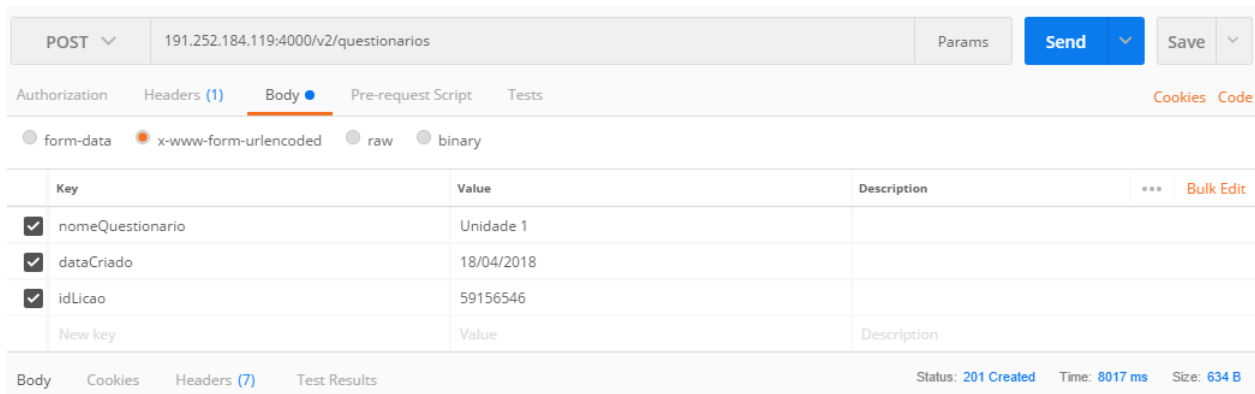 POST 191.252.184.119:4000/v2/questionarios Params Send Save
Authorization Headers (1) Body Pre-request Script Tests Cookies Code
form-data x-www-form-urlencoded raw binary
Key Value Description Bulk Edit
nomeQuestionario Unidade 1
dataCriado 18/04/2018
idLicao 59156546
New key Value Description
Body Cookies Headers (7) Test Results Status: 201 Created Time: 8017 ms Size: 634 B